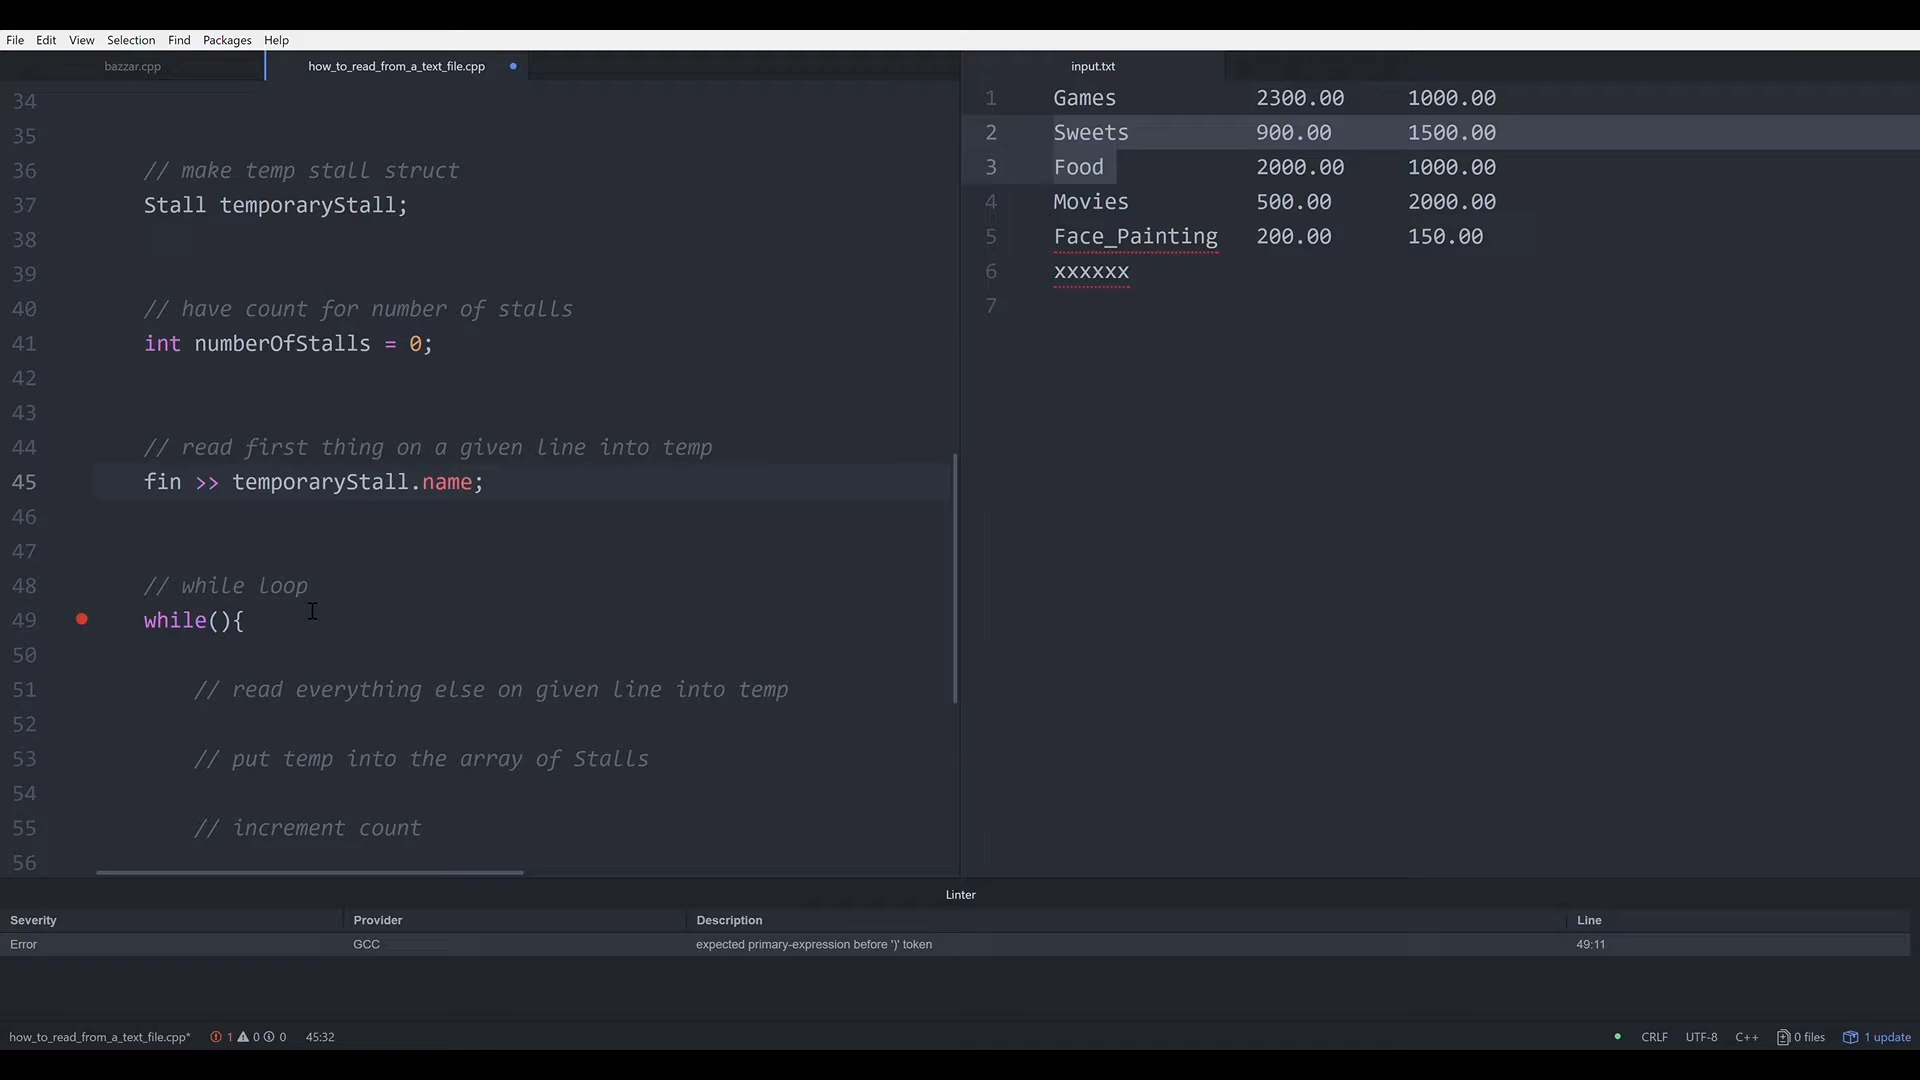 File Edit View Selection Find Packages Help
bazzar.cpp how_to_read_from_a_text_file.cpp input.txt
34
35
36 // make temp stall struct
37 Stall temporaryStall;
38
39
40 // have count for number of stalls
41 int numberOfStalls = 0;
42
43
44 // read first thing on a given line into temp
45 fin >> temporaryStall.name;
46
47
48 // while loop
49 while(){
50
51 // read everything else on given line into temp
52
53 // put temp into the array of Stalls
54
55 // increment count
56
1 Games 2300.00 1000.00
2 Sweets 900.00 1500.00
3 Food 2000.00 1000.00
4 Movies 500.00 2000.00
5 Face_Painting 200.00 150.00
6 xxxxxx
7
Linter
Severity Provider Description Line
Error GCC expected primary-expression before ')' token 49:11
how_to_read_from_a_text_file.cpp* 1 0 0 45:32 CRLF UTF-8 C++ 0 files 1 update